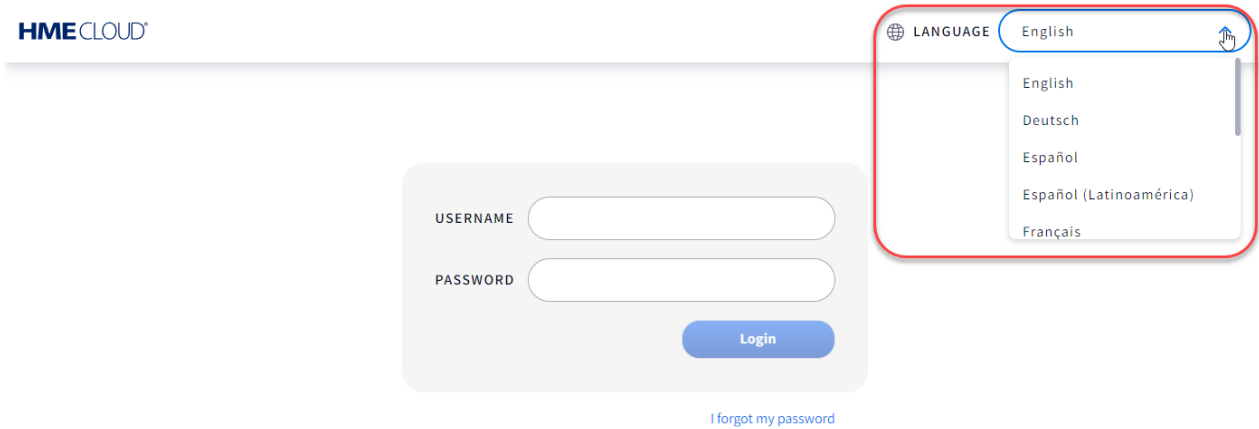 HME CLOUD®
LANGUAGE English
English
Deutsch
Español
Español (Latinoamérica)
Français
USERNAME
PASSWORD
Login
I forgot my password